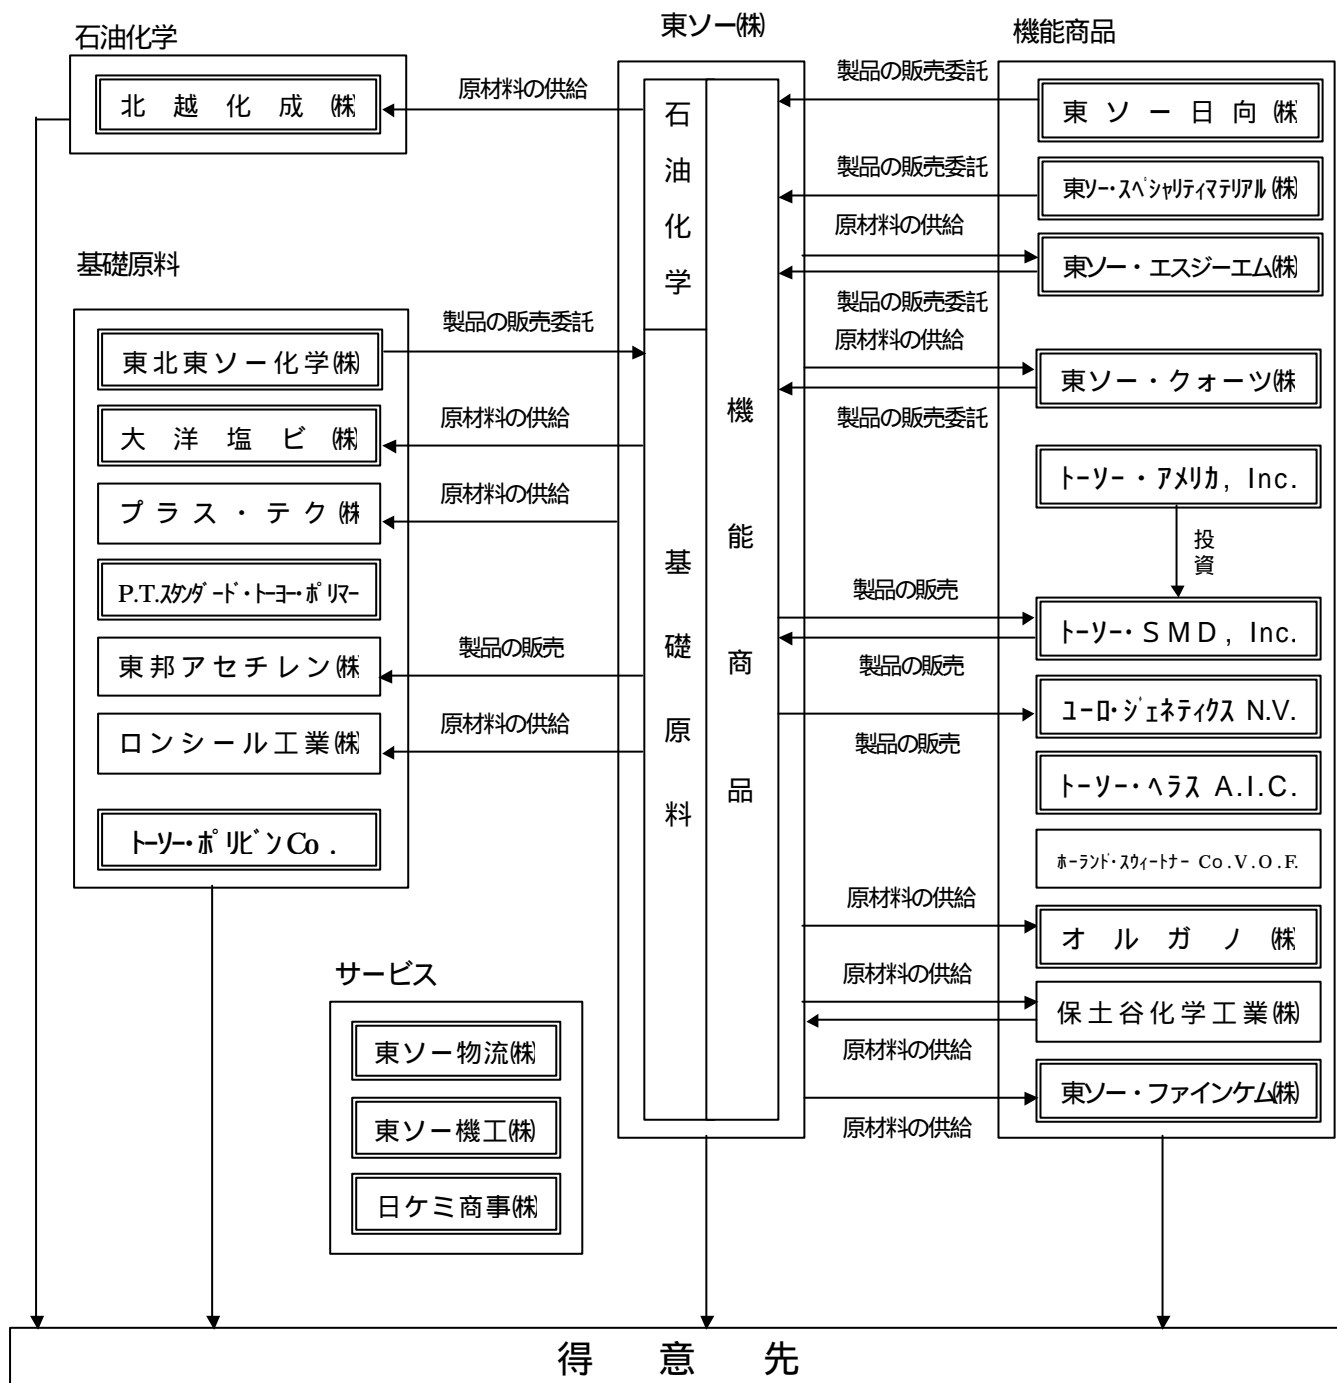 東ソー㈱
石油化学
機能商品
北越化成㈱
原材料の供給
製品の販売委託
東ソー日向㈱
製品の販売委託
東ソー・スペシャリティマテリアル㈱
原材料の供給
東ソー・エスジーエム㈱
製品の販売委託
基礎原料
東北東ソー化学㈱
製品の販売委託
原材料の供給
東ソー・クォーツ㈱
製品の販売委託
大洋塩ビ㈱
原材料の供給
プラス・テク㈱
原材料の供給
トーソー・アメリカ, Inc.
投資
P.T.スタンダード・トーヨー・ポリマー
製品の販売
トーソー・SMD, Inc.
製品の販売
東邦アセチレン㈱
製品の販売
ユーロ・ジェネティクス N.V.
製品の販売
ロンシール工業㈱
原材料の供給
トーソー・ヘラス A.I.C.
トーソー・ポリビンCo.
ホーランド・スウィートナー Co.V.O.F.
原材料の供給
オルガノ㈱
原材料の供給
保土谷化学工業㈱
原材料の供給
東ソー・ファインケム㈱
原材料の供給
石油化学
基礎原料
機能商品
サービス
東ソー物流㈱
東ソー機工㈱
日ケミ商事㈱
得意先